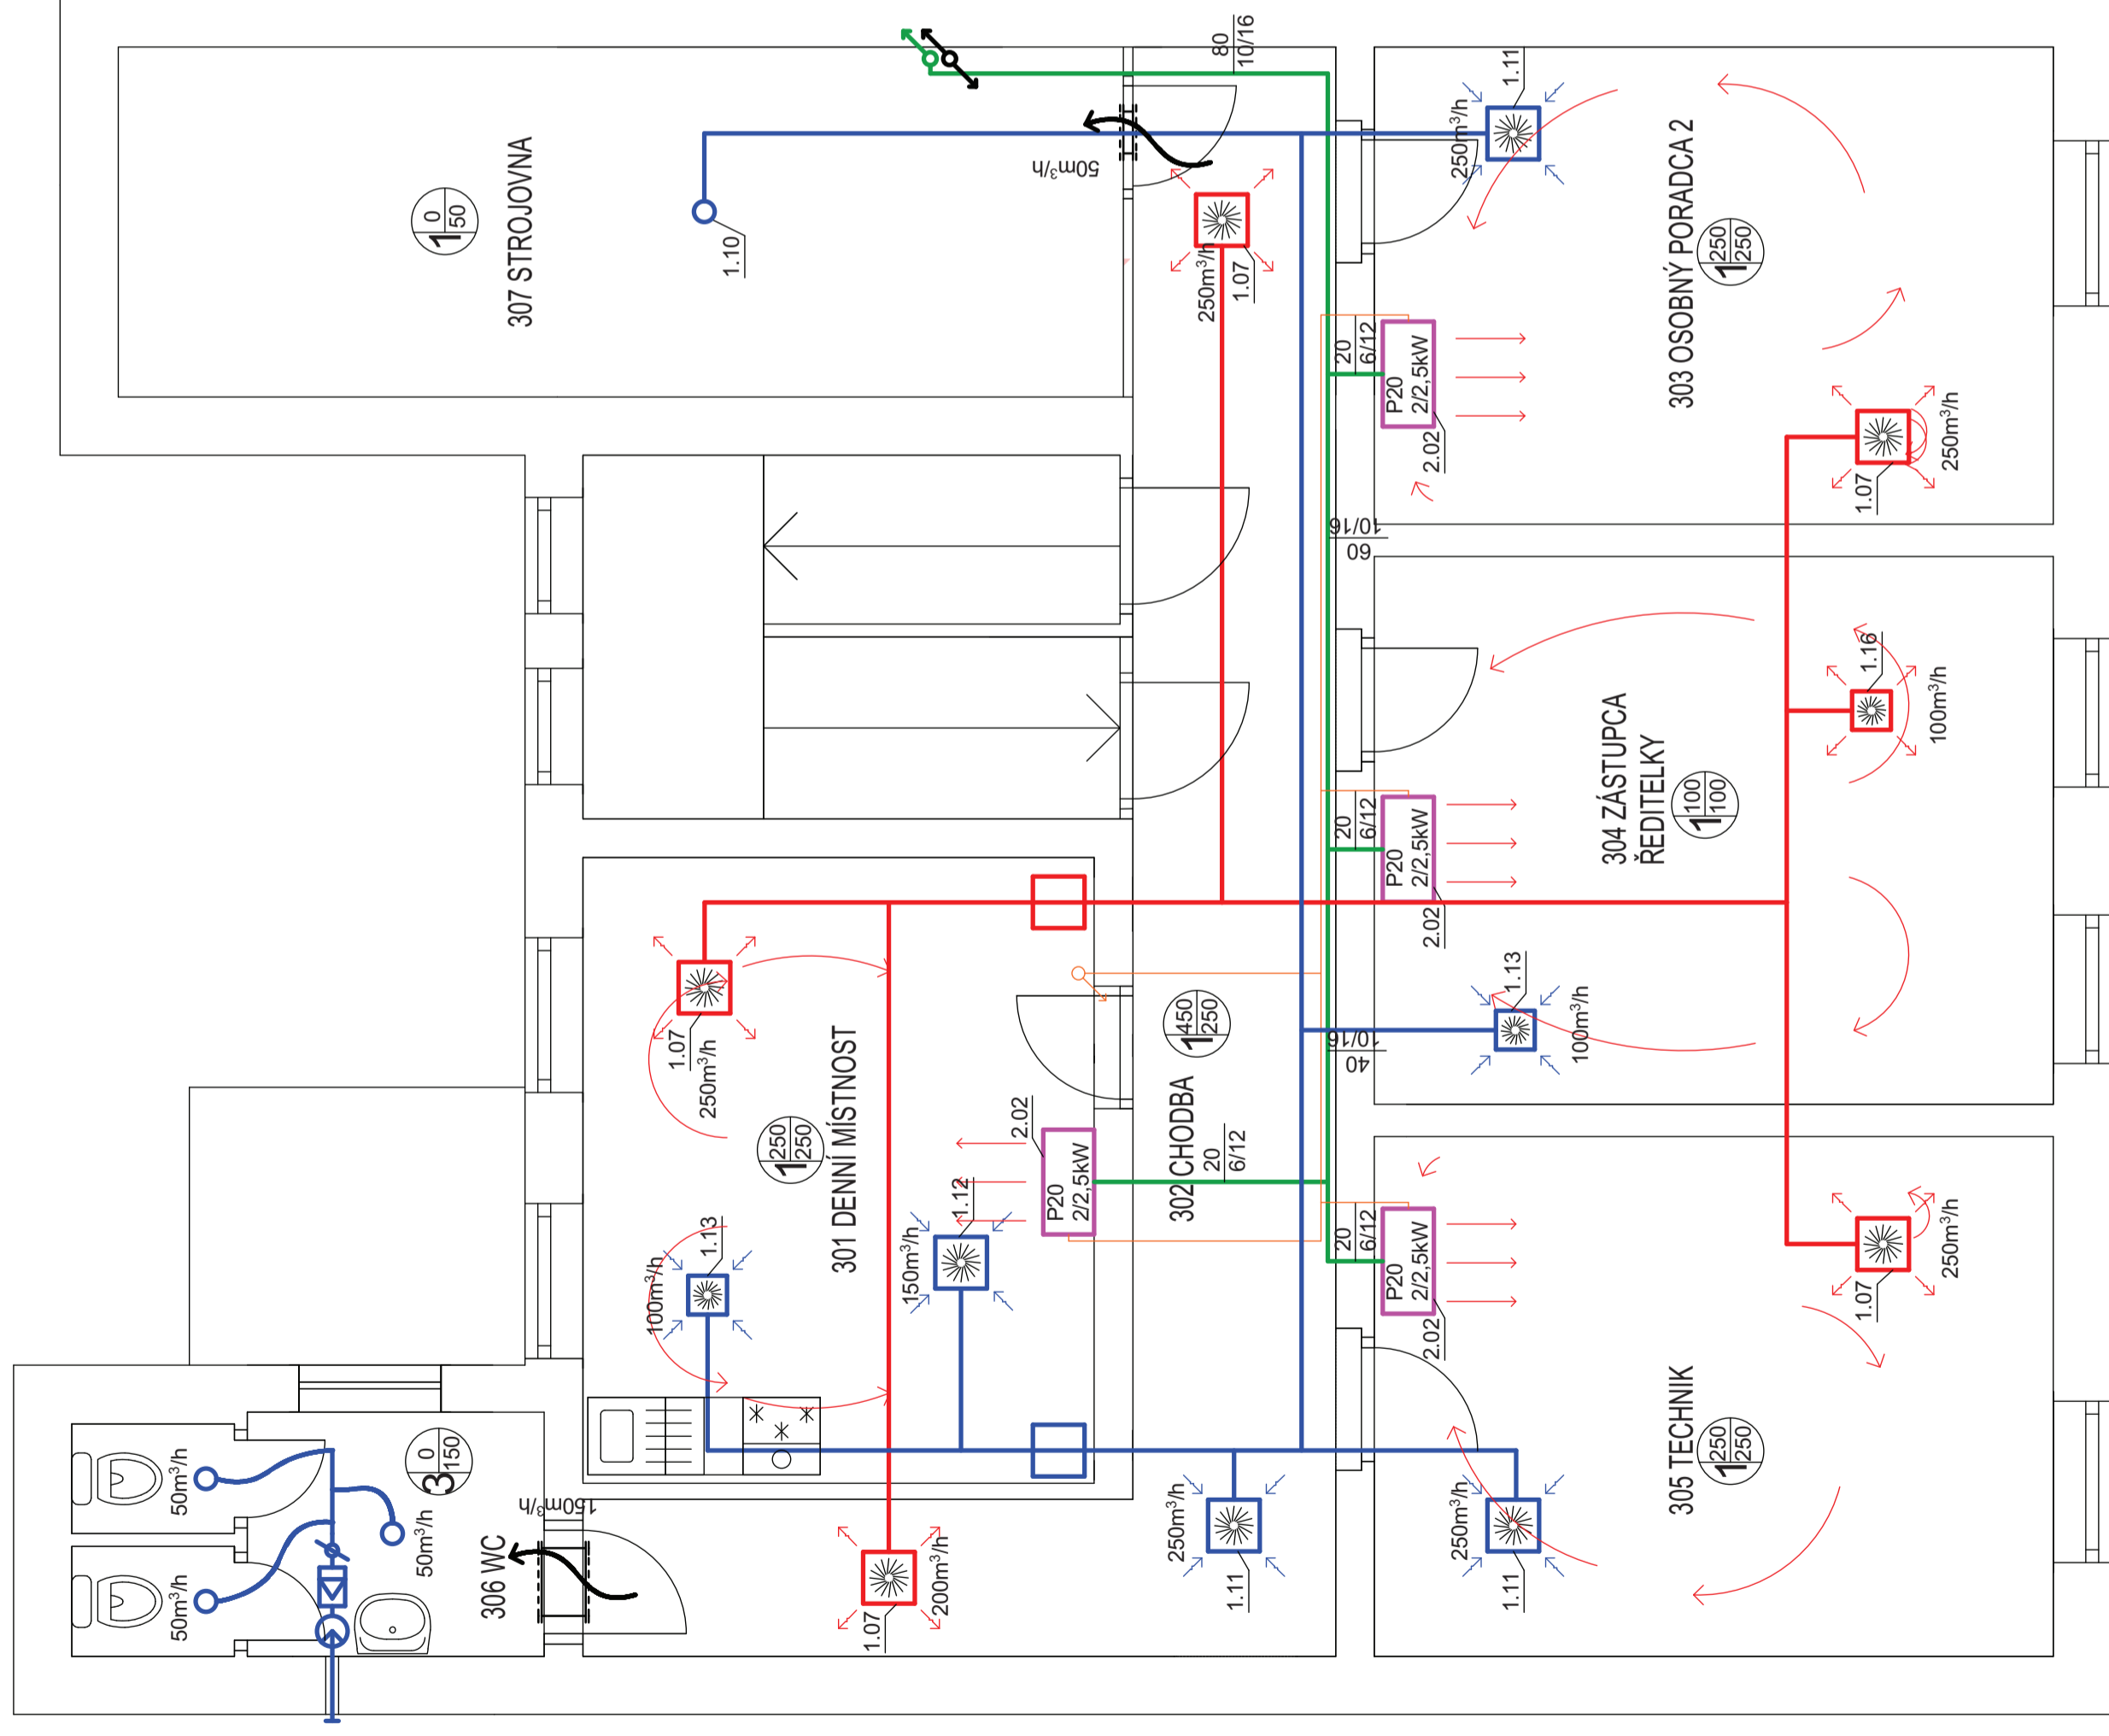 80
10/16
1.11
250m³/h
307 STROJOVNA
1
0
50
1.10
50m³/h
250m³/h
1.07
303 OSOBNÝ PORADCA 2
1
250
250
20
6/12
P20
2/2,5kW
2.02
1.07
250m³/h
60
10/16
304 ZÁSTUPCA
ŘEDITELKY
1
100
100
1.16
100m³/h
20
6/12
P20
2/2,5kW
2.02
1.13
100m³/h
40
10/16
1.07
250m³/h
301 DENNÍ MÍSTNOST
1
250
250
1.13
100m³/h
1.12
150m³/h
2.02
P20
2/2,5kW
302 CHODBA
1
450
250
20
6/12
20
6/12
P20
2/2,5kW
2.02
1.07
250m³/h
305 TECHNIK
1
250
250
250m³/h
1.11
250m³/h
1.11
1.07
200m³/h
306 WC
3
0
150
150m³/h
50m³/h
50m³/h
50m³/h